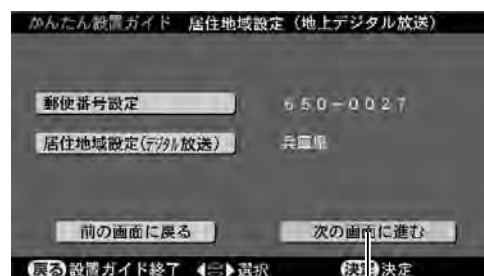 かんたん設置ガイド 居住地域設定(地上デジタル放送)
郵便番号設定 650-0027
居住地域設定(デジタル放送) 兵庫県
前の画面に戻る 次の画面に進む
戻る 設置ガイド終了 選択 決定 決定